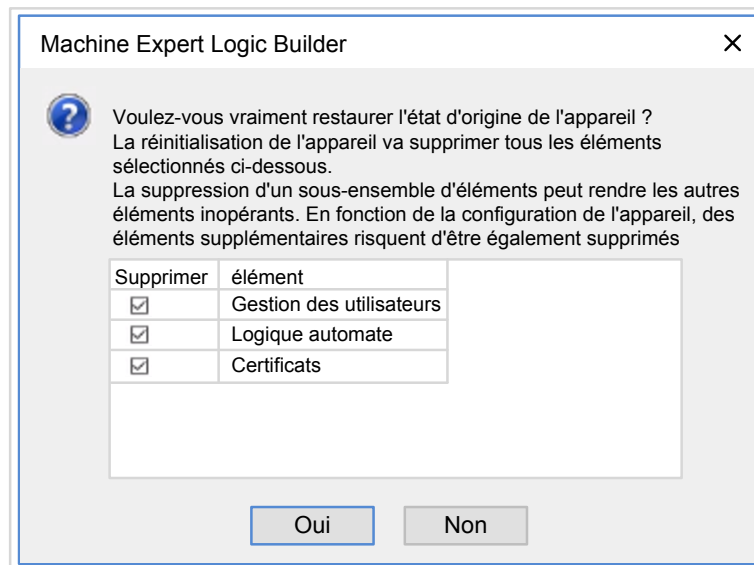 Machine Expert Logic Builder
Voulez-vous vraiment restaurer l'état d'origine de l'appareil ?
La réinitialisation de l'appareil va supprimer tous les éléments
sélectionnés ci-dessous.
La suppression d'un sous-ensemble d'éléments peut rendre les autres
éléments inopérants. En fonction de la configuration de l'appareil, des
éléments supplémentaires risquent d'être également supprimés
Supprimer élément
Gestion des utilisateurs
Logique automate
Certificats
Oui Non